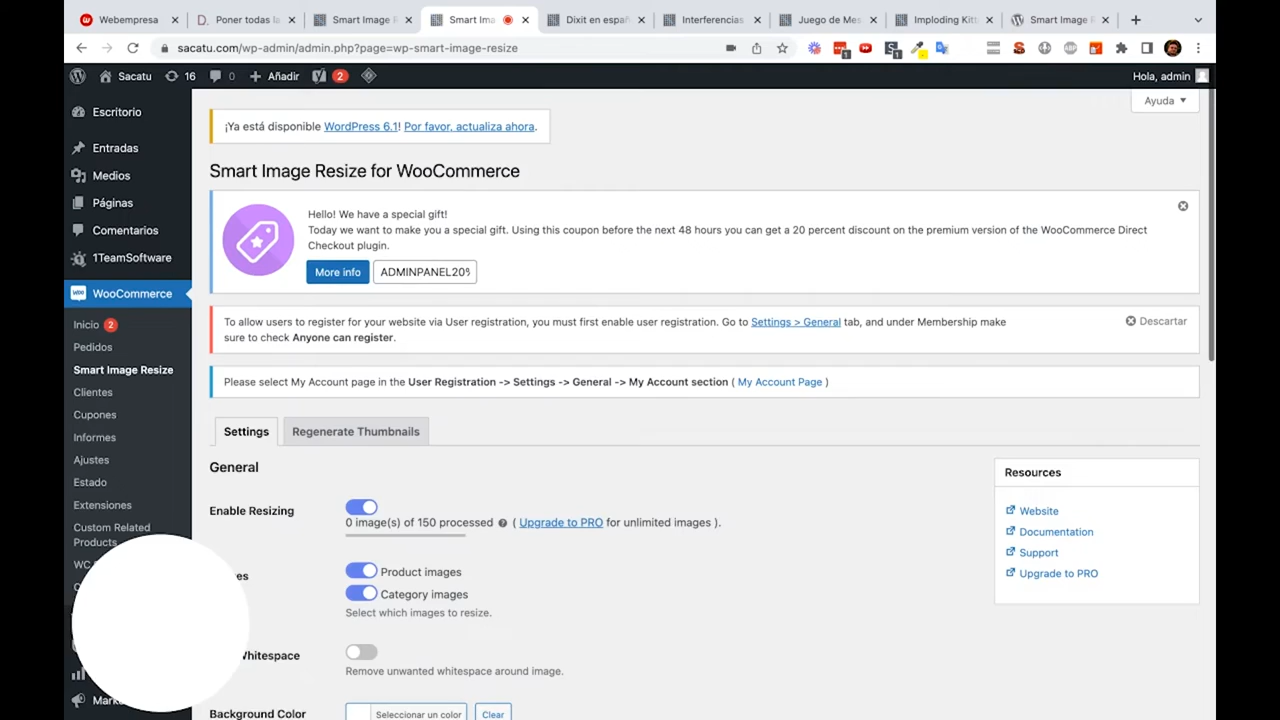 Webempresa
Poner todas la
Smart Image R
Smart Ima
Dixit en españ
Interferencias
Juego de Mes
Imploding Kitt
Smart Image R
sacatu.com/wp-admin/admin.php?page=wp-smart-image-resize
Sacatu
16
0
Añadir
2
Hola, admin
Ayuda
Escritorio
Entradas
Medios
Páginas
Comentarios
1TeamSoftware
WooCommerce
Inicio 2
Pedidos
Smart Image Resize
Clientes
Cupones
Informes
Ajustes
Estado
Extensiones
Custom Related
Products
WC
Mark
¡Ya está disponible WordPress 6.1! Por favor, actualiza ahora.
Smart Image Resize for WooCommerce
Hello! We have a special gift!
Today we want to make you a special gift. Using this coupon before the next 48 hours you can get a 20 percent discount on the premium version of the WooCommerce Direct
Checkout plugin.
More info
ADMINPANEL20%
To allow users to register for your website via User registration, you must first enable user registration. Go to Settings > General tab, and under Membership make
sure to check Anyone can register.
Descartar
Please select My Account page in the User Registration -> Settings -> General -> My Account section ( My Account Page )
Settings
Regenerate Thumbnails
General
Enable Resizing
0 image(s) of 150 processed ( Upgrade to PRO for unlimited images ).
es
Product images
Category images
Select which images to resize.
Whitespace
Remove unwanted whitespace around image.
Background Color
Seleccionar un color
Clear
Resources
Website
Documentation
Support
Upgrade to PRO